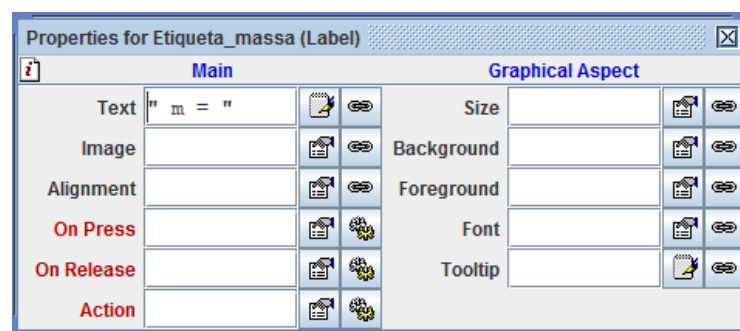 Properties for Etiqueta_massa (Label)
i Main Graphical Aspect
Text " m = " Size
Image Background
Alignment Foreground
On Press Font
On Release Tooltip
Action